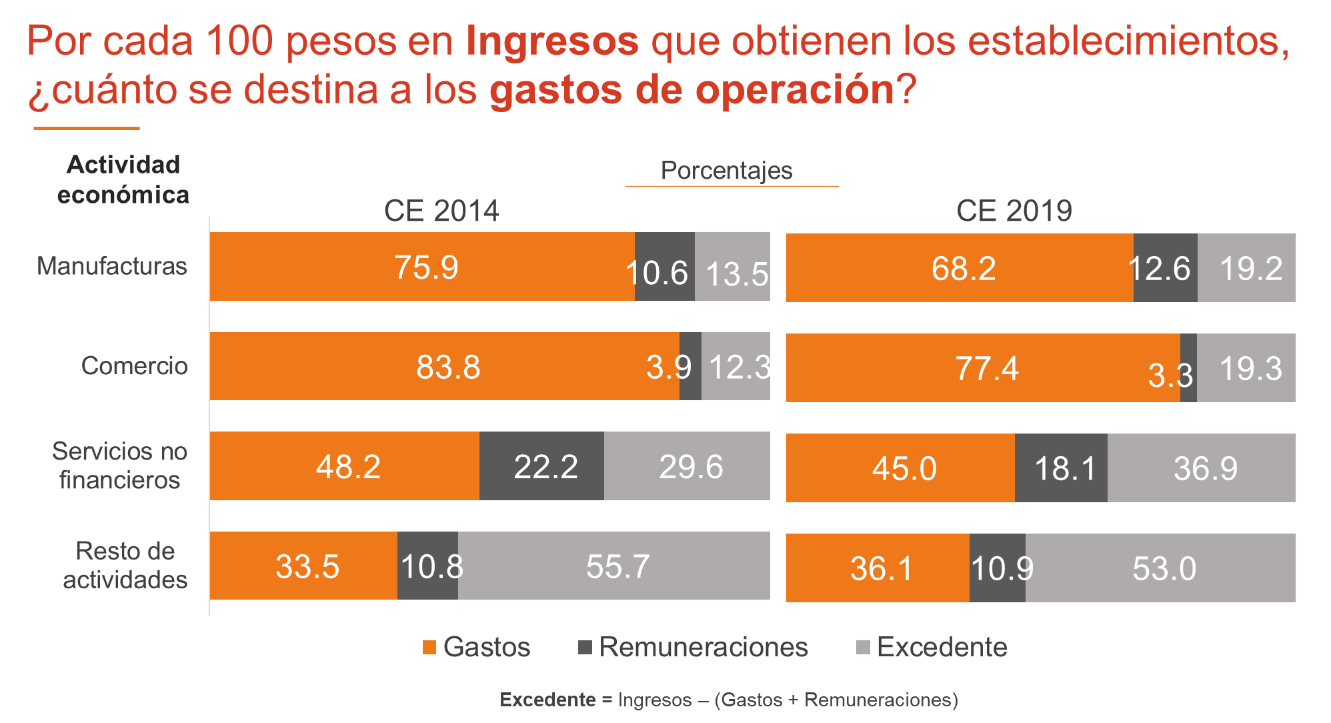 Por cada 100 pesos en Ingresos que obtienen los establecimientos,
¿cuánto se destina a los gastos de operación?
Actividad
económica
Porcentajes
CE 2014
CE 2019
Manufacturas
75.9
10.6
13.5
68.2
12.6
19.2
Comercio
83.8
3.9
12.3
77.4
3.3
19.3
Servicios no
financieros
48.2
22.2
29.6
45.0
18.1
36.9
Resto de
actividades
33.5
10.8
55.7
36.1
10.9
53.0
Gastos
Remuneraciones
Excedente
Excedente = Ingresos – (Gastos + Remuneraciones)